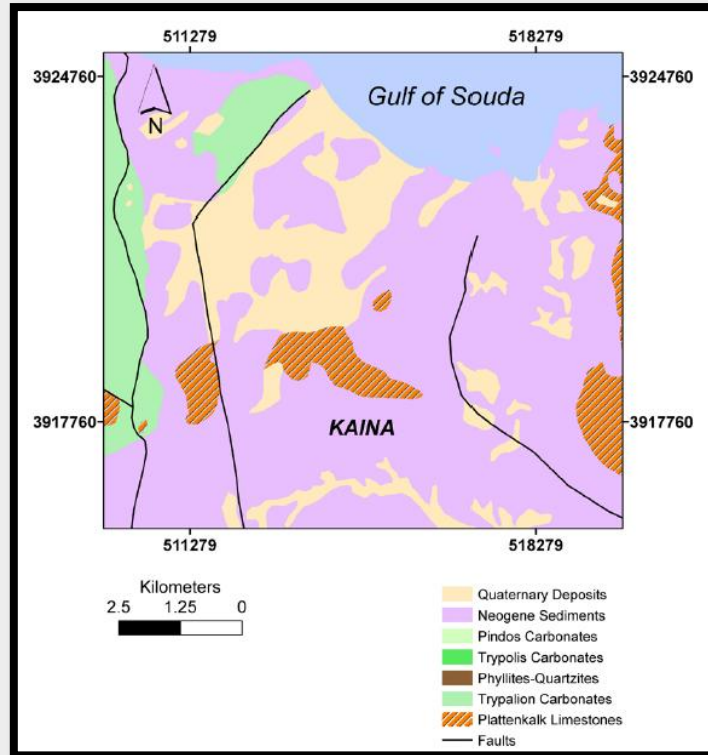 511279 518279
3924760 3924760
Gulf of Souda
N
3917760 3917760
KAINA
511279 518279
Kilometers
2.5 1.25 0
Quaternary Deposits
Neogene Sediments
Pindos Carbonates
Trypolis Carbonates
Phyllites-Quartzites
Trypalion Carbonates
Plattenkalk Limestones
Faults